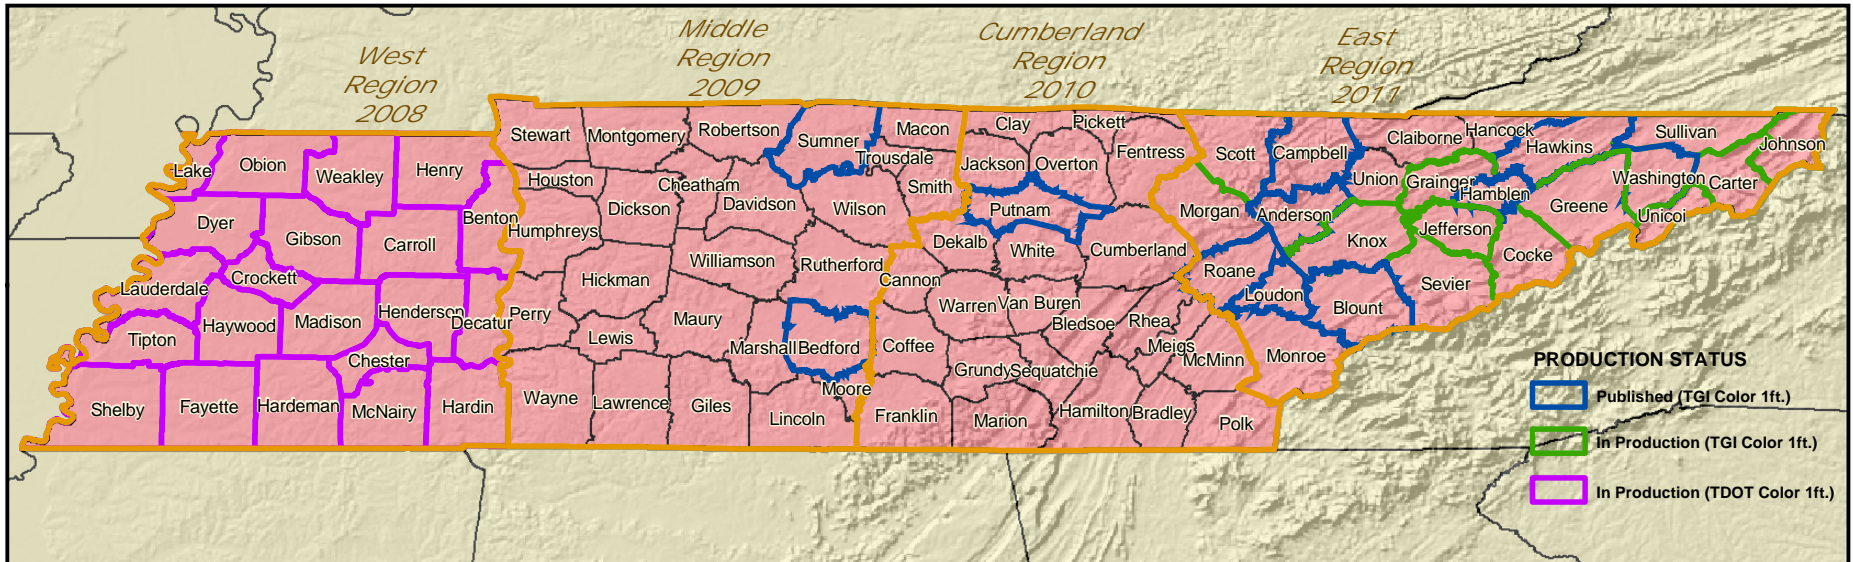 West
Region
2008
Middle
Region
2009
Cumberland
Region
2010
East
Region
2011
Lake
Obion
Weakley
Henry
Dyer
Gibson
Carroll
Benton
Lauderdale
Crockett
Tipton
Haywood
Madison
Henderson
Decatur
Chester
Shelby
Fayette
Hardeman
McNairy
Hardin
Stewart
Montgomery
Robertson
Sumner
Macon
Trousdale
Houston
Cheatham
Smith
Dickson
Davidson
Wilson
Humphreys
Williamson
Rutherford
Hickman
Cannon
Perry
Maury
Lewis
Marshall
Bedford
Moore
Wayne
Lawrence
Giles
Lincoln
Clay
Pickett
Jackson
Overton
Fentress
Putnam
Dekalb
White
Cumberland
Warren
Van Buren
Bledsoe
Rhea
Coffee
Meigs
McMinn
Grundy
Sequatchie
Franklin
Marion
Hamilton
Bradley
Polk
Scott
Campbell
Claiborne
Hancock
Hawkins
Sullivan
Johnson
Union
Grainger
Hamblen
Washington
Carter
Morgan
Anderson
Greene
Unicoi
Knox
Jefferson
Cocke
Roane
Loudon
Sevier
Blount
Monroe
PRODUCTION STATUS
Published (TGI Color 1ft.)
In Production (TGI Color 1ft.)
In Production (TDOT Color 1ft.)